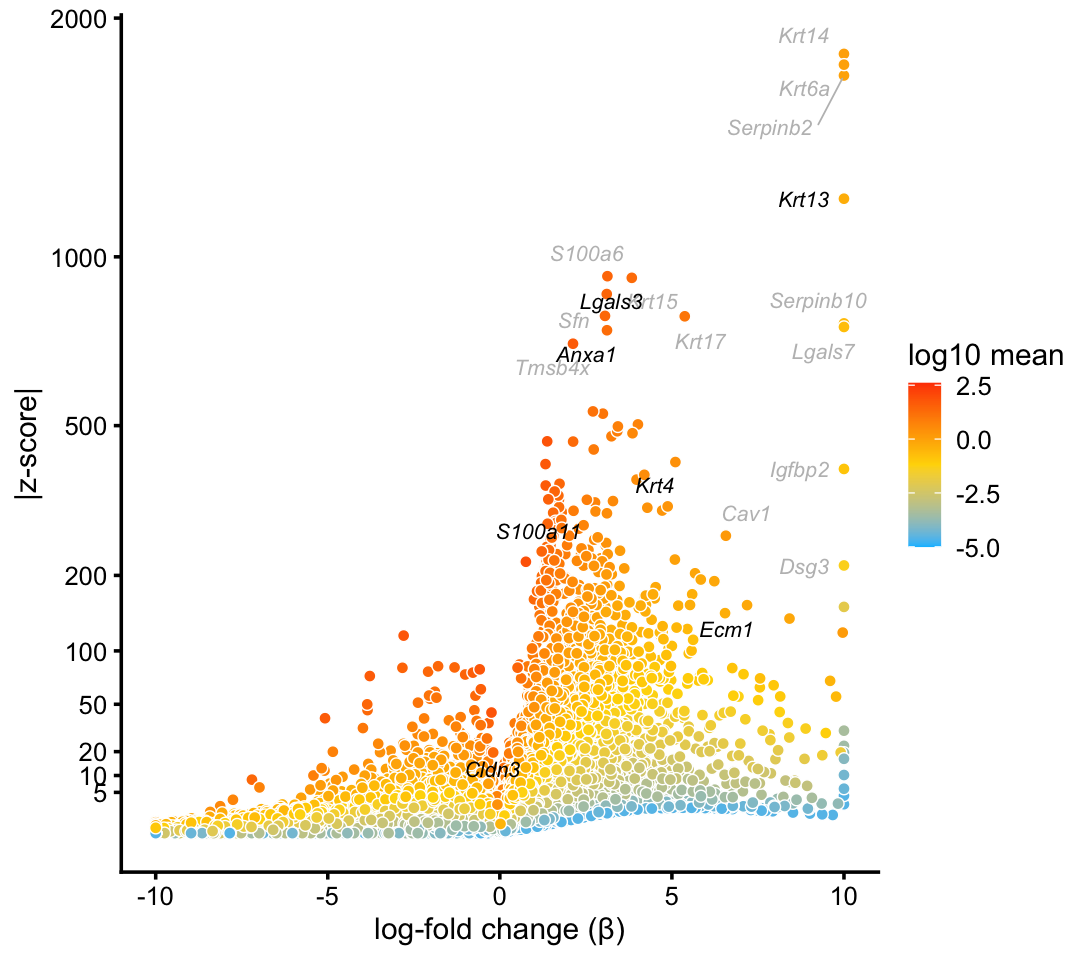 2000
1000
500
200
100
50
20
10
5
|z-score|
Krt14
Krt6a
Serpinb2
Krt13
S100a6
Lgals3
Krt15
Serpinb10
Sfn
Krt17
Anxa1
Lgals7
Tmsb4x
Igfbp2
Krt4
Cav1
S100a11
Dsg3
Ecm1
Cldn3
-10
-5
0
5
10
log-fold change (β)
log10 mean
2.5
0.0
-2.5
-5.0